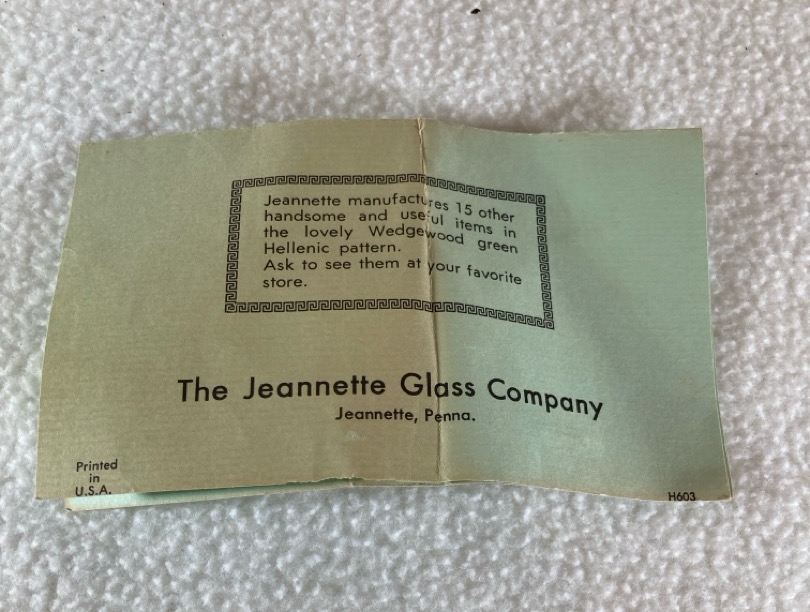 Jeannette manufactures 15 other
handsome and useful items in
the lovely Wedgewood green
Hellenic pattern.
Ask to see them at your favorite
store.
The Jeannette Glass Company
Jeannette, Penna.
Printed
in
U.S.A.
H603